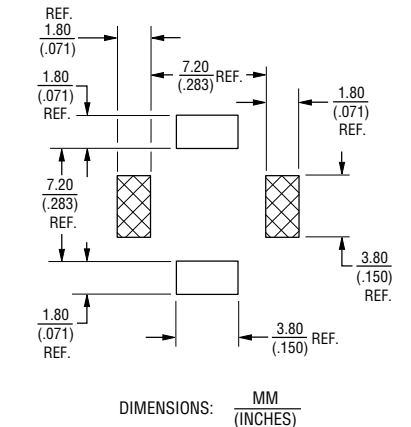 REF.
1.80
(.071)
7.20
(.283) REF.
1.80
(.071)
REF.
1.80
(.071)
REF.
7.20
(.283)
REF.
3.80
(.150)
REF.
1.80
(.071)
REF.
3.80
(.150) REF.
DIMENSIONS: MM
(INCHES)